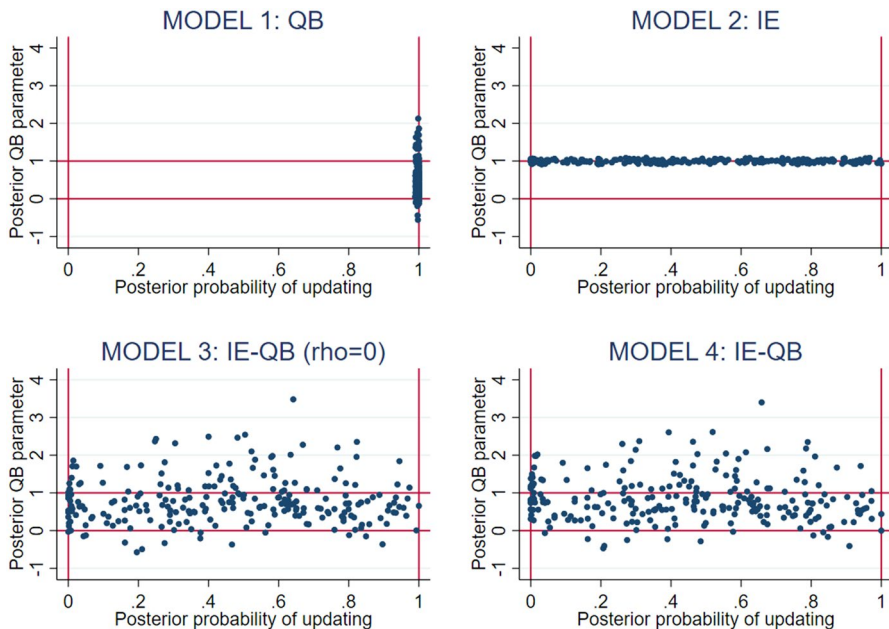 MODEL 1: QB
Posterior QB parameter
4
3
2
1
0
-1
0 .2 .4 .6 .8 1
Posterior probability of updating
MODEL 2: IE
Posterior QB parameter
4
3
2
1
0
-1
0 .2 .4 .6 .8 1
Posterior probability of updating
MODEL 3: IE-QB (rho=0)
Posterior QB parameter
4
3
2
1
0
-1
0 .2 .4 .6 .8 1
Posterior probability of updating
MODEL 4: IE-QB
Posterior QB parameter
4
3
2
1
0
-1
0 .2 .4 .6 .8 1
Posterior probability of updating